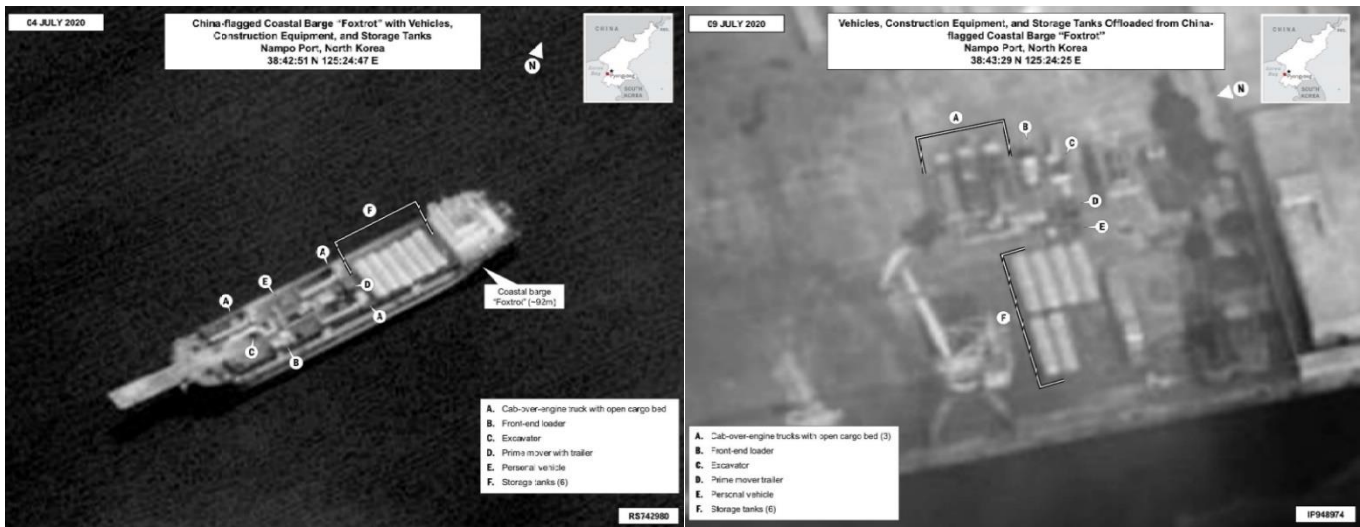 04 JULY 2020
China-flagged Coastal Barge "Foxtrot" with Vehicles,
Construction Equipment, and Storage Tanks
Nampo Port, North Korea
38:42:51 N 125:24:47 E
N
CHINA
Pyongyang
SOUTH
KOREA
F
A
D
E
A
A
C
B
Coastal barge
"Foxtrot" (~92m)
A. Cab-over-engine truck with open cargo bed
B. Front-end loader
C. Excavator
D. Prime mover with trailer
E. Personal vehicle
F. Storage tanks (6)
RS742980
09 JULY 2020
Vehicles, Construction Equipment, and Storage Tanks Offloaded from China-
flagged Coastal Barge "Foxtrot"
Nampo Port, North Korea
38:43:29 N 125:24:25 E
N
CHINA
Pyongyang
SOUTH
KOREA
A
B
C
D
E
F
A. Cab-over-engine trucks with open cargo bed (3)
B. Front-end loader
C. Excavator
D. Prime mover trailer
E. Personal vehicle
F. Storage tanks (6)
IP948974